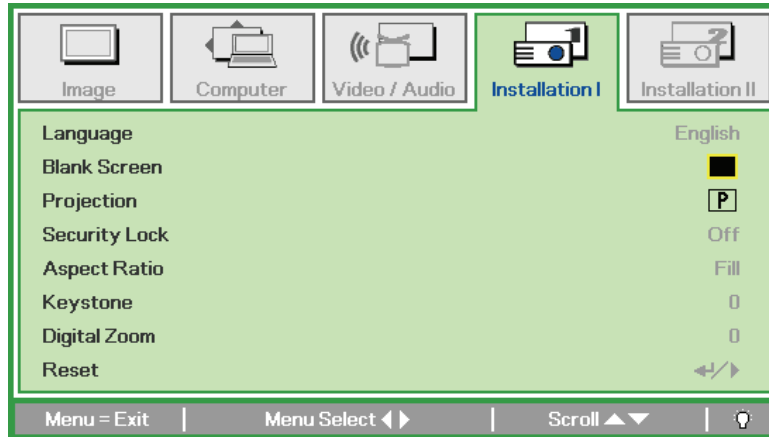 Image Computer Video / Audio Installation I Installation II
Language English
Blank Screen
Projection P
Security Lock Off
Aspect Ratio Fill
Keystone 0
Digital Zoom 0
Reset
Menu = Exit | Menu Select | Scroll |